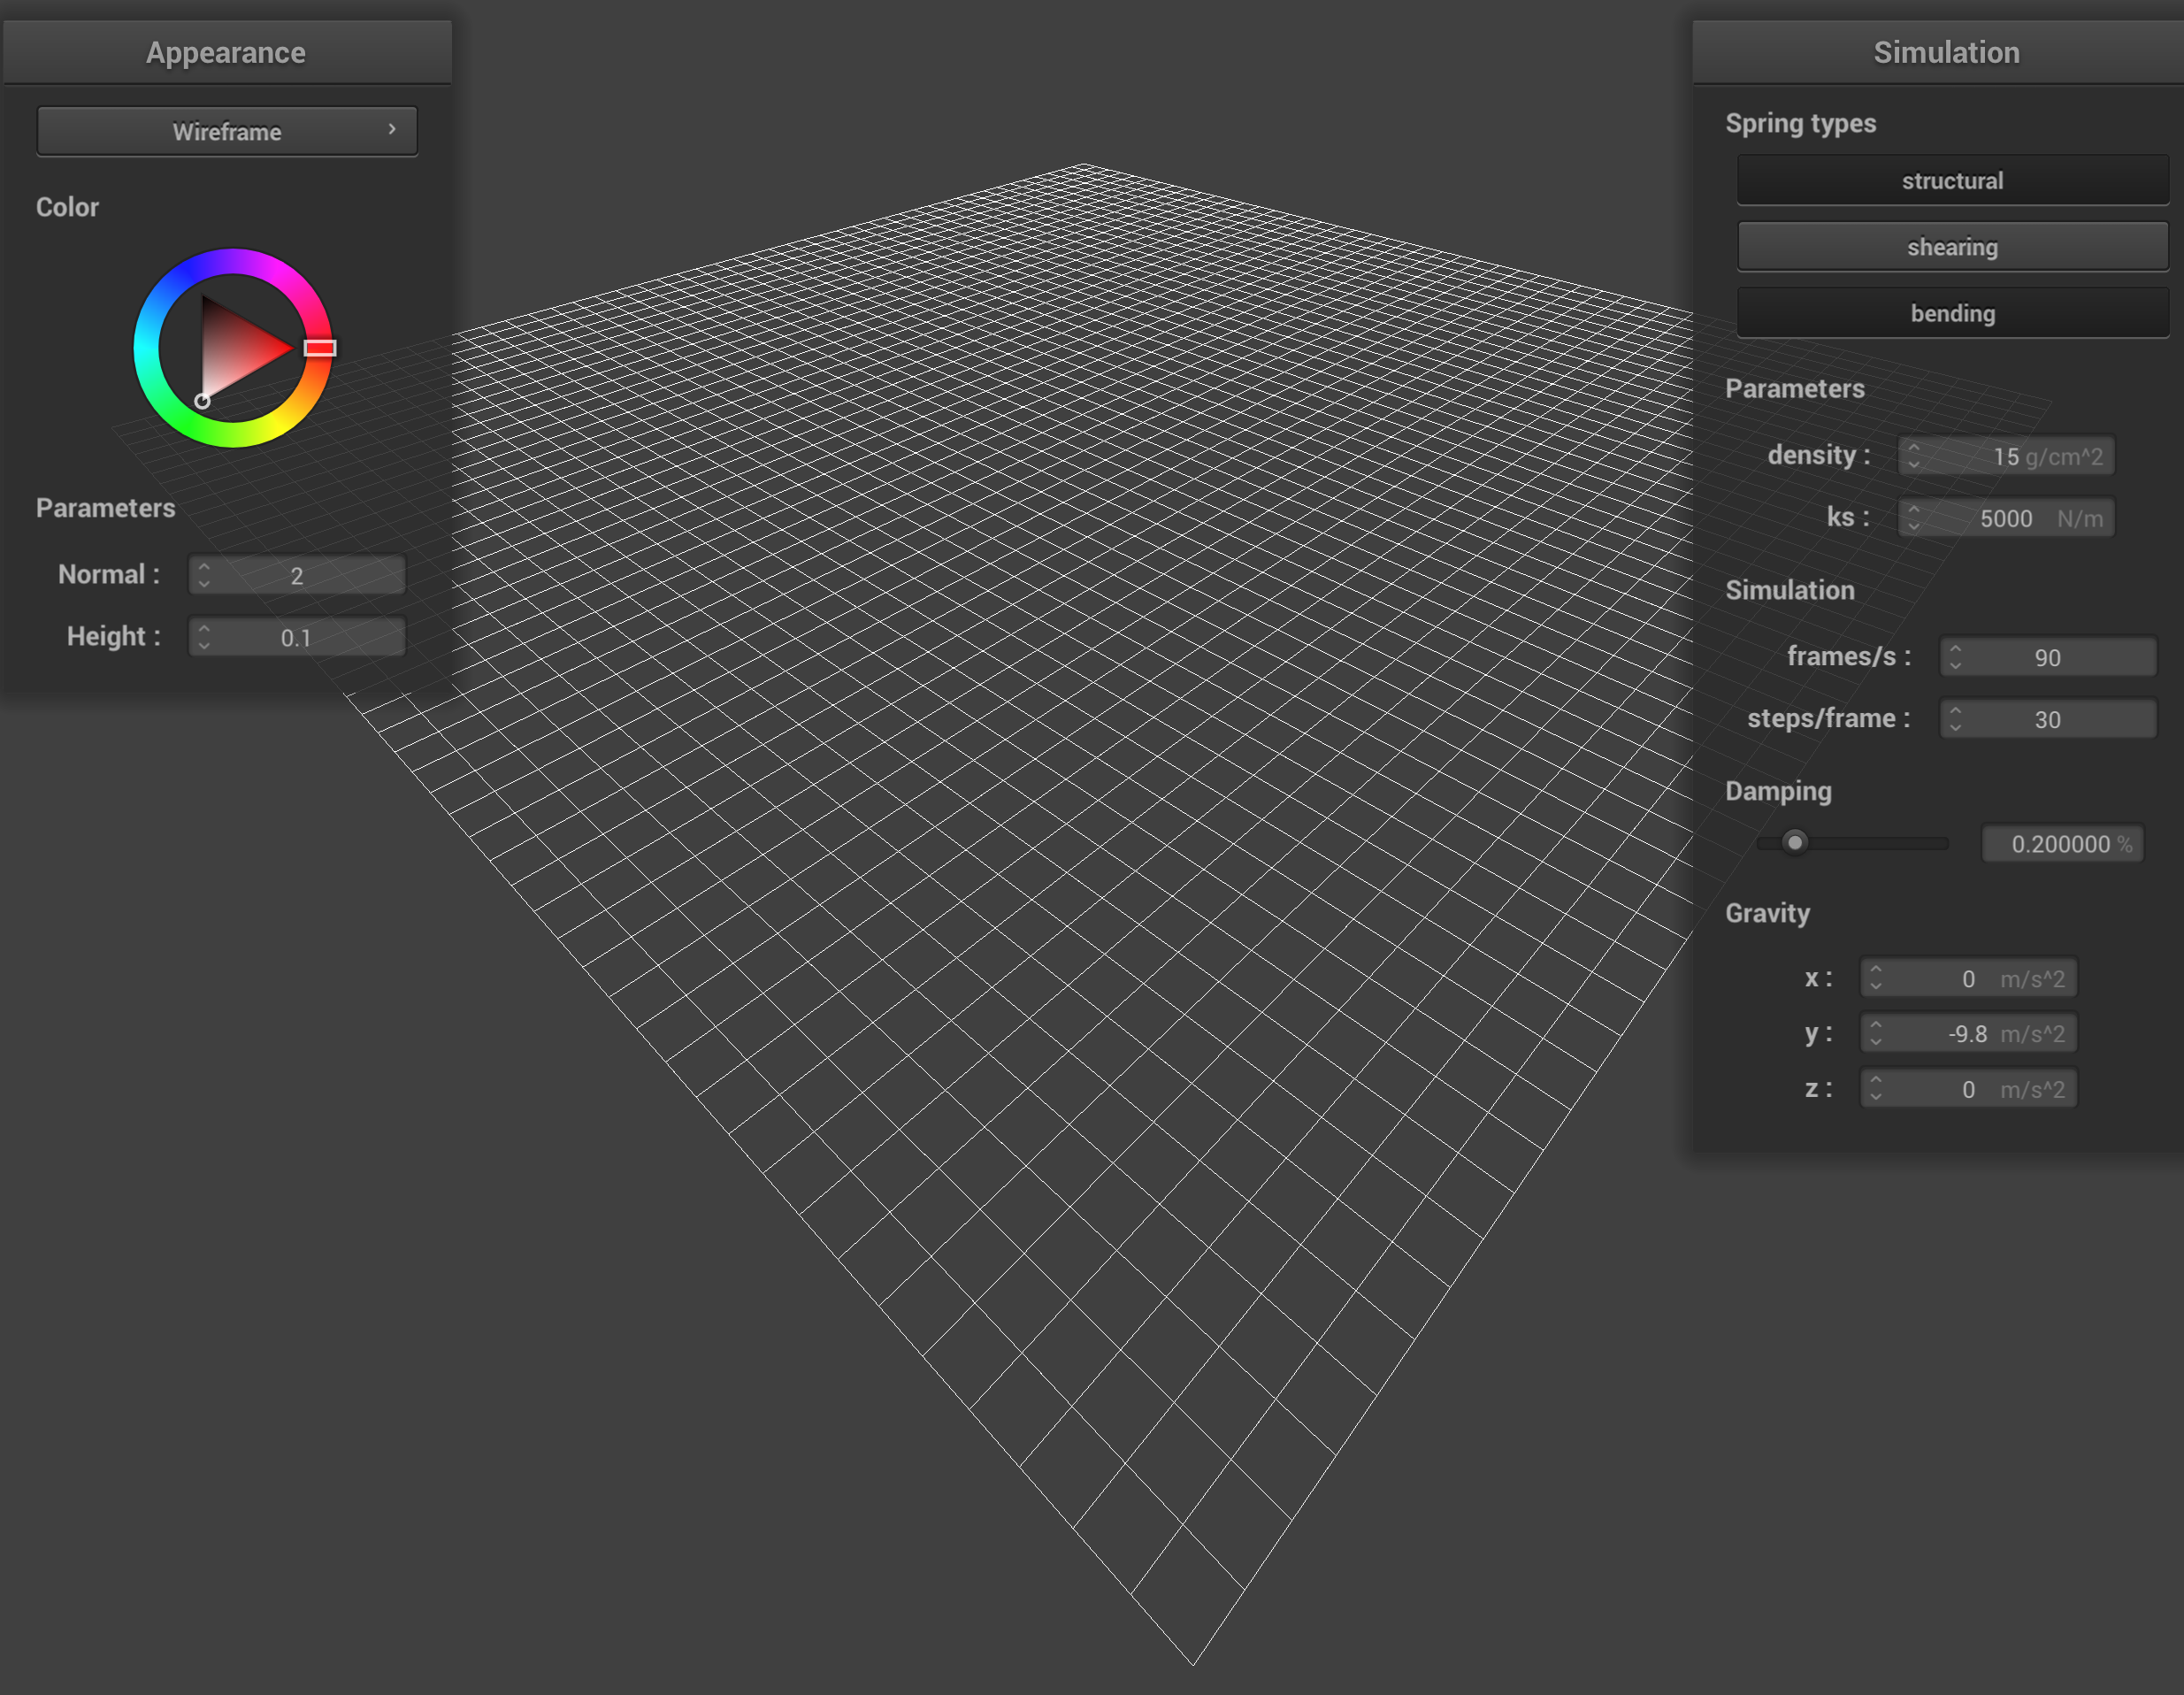 Appearance
Wireframe
Color
Parameters
Normal : 2
Height : 0.1
Simulation
Spring types
structural
shearing
bending
Parameters
density : 15 g/cm^2
ks : 5000 N/m
Simulation
frames/s : 90
steps/frame : 30
Damping
0.200000 %
Gravity
x : 0 m/s^2
y : -9.8 m/s^2
z : 0 m/s^2